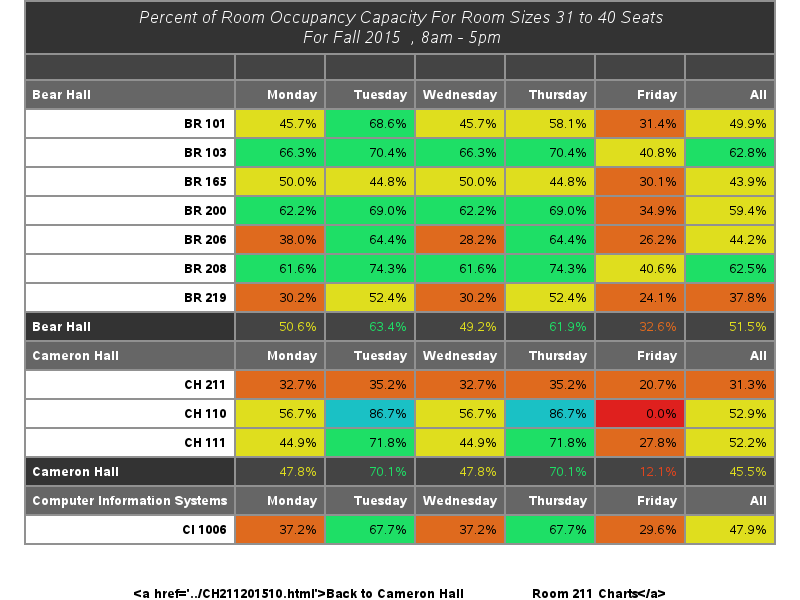 Percent of Room Occupancy Capacity For Room Sizes 31 to 40 Seats
For Fall 2015 , 8am - 5pm
Bear Hall Monday Tuesday Wednesday Thursday Friday All
BR 101 45.7% 68.6% 45.7% 58.1% 31.4% 49.9%
BR 103 66.3% 70.4% 66.3% 70.4% 40.8% 62.8%
BR 165 50.0% 44.8% 50.0% 44.8% 30.1% 43.9%
BR 200 62.2% 69.0% 62.2% 69.0% 34.9% 59.4%
BR 206 38.0% 64.4% 28.2% 64.4% 26.2% 44.2%
BR 208 61.6% 74.3% 61.6% 74.3% 40.6% 62.5%
BR 219 30.2% 52.4% 30.2% 52.4% 24.1% 37.8%
Bear Hall 50.6% 63.4% 49.2% 61.9% 32.6% 51.5%
Cameron Hall Monday Tuesday Wednesday Thursday Friday All
CH 211 32.7% 35.2% 32.7% 35.2% 20.7% 31.3%
CH 110 56.7% 86.7% 56.7% 86.7% 0.0% 52.9%
CH 111 44.9% 71.8% 44.9% 71.8% 27.8% 52.2%
Cameron Hall 47.8% 70.1% 47.8% 70.1% 12.1% 45.5%
Computer Information Systems Monday Tuesday Wednesday Thursday Friday All
CI 1006 37.2% 67.7% 37.2% 67.7% 29.6% 47.9%
<a href='../CH211201510.html'>Back to Cameron Hall Room 211 Charts</a>